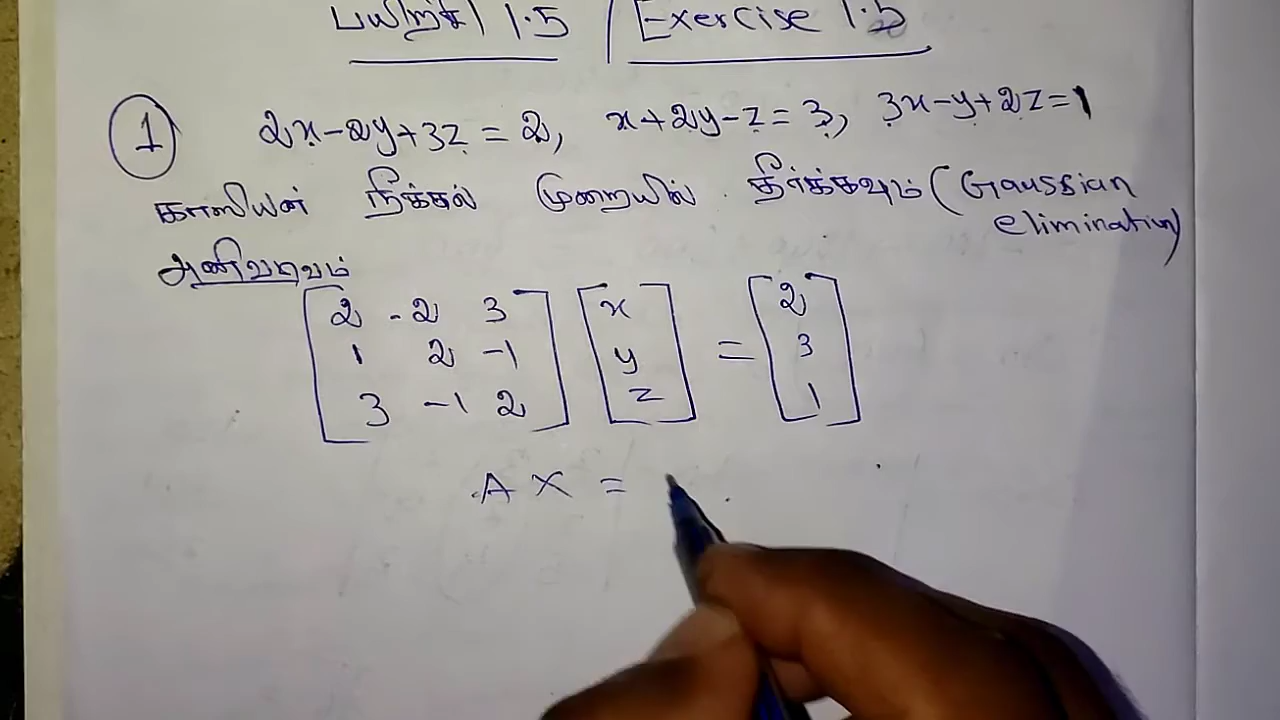 பயிற்சி 1.5 / Exercise 1.5
① 2x-2y+3z = 2, x+2y-z = 3, 3x-y+2z=1
காஸியன் நீக்கல் முறையில் தீர்க்கவும் (Gaussian
elimination)
அணிவடிவம்
[2 -2 3] [x] [2]
[1 2 -1] [y] = [3]
[3 -1 2] [z] [1]
AX =